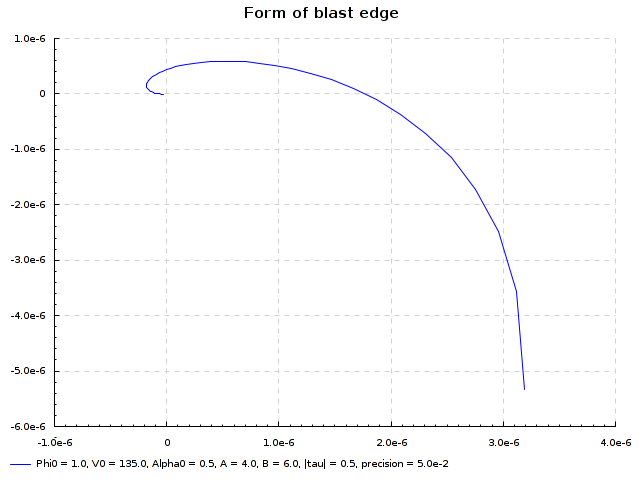 Form of blast edge
1.0e-6
0
-1.0e-6
-2.0e-6
-3.0e-6
-4.0e-6
-5.0e-6
-6.0e-6
-1.0e-6 0 1.0e-6 2.0e-6 3.0e-6 4.0e-6
Phi0 = 1.0, V0 = 135.0, Alpha0 = 0.5, A = 4.0, B = 6.0, |tau| = 0.5, precision = 5.0e-2